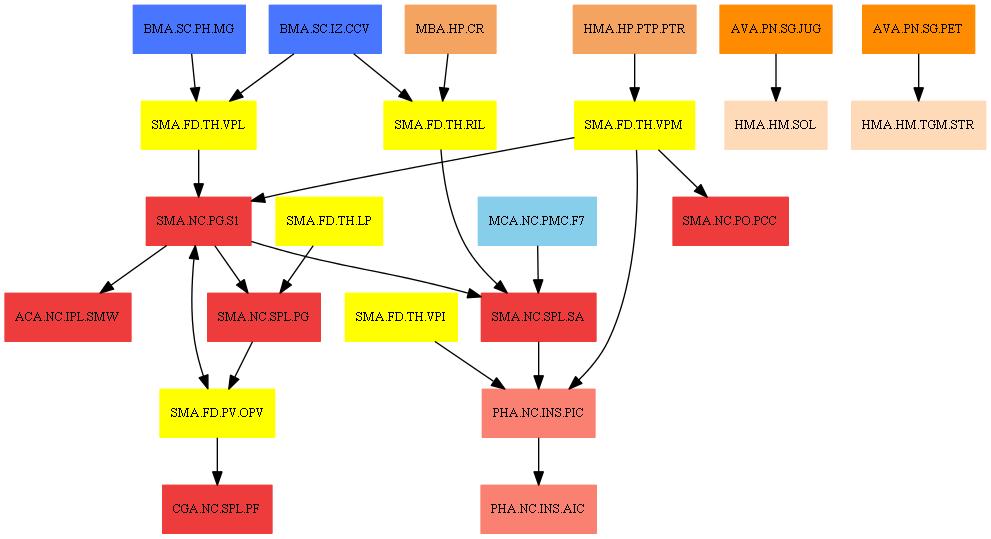 BMA.SC.PH.MG
BMA.SC.IZ.CCV
MBA.HP.CR
HMA.HP.PTP.PTR
AVA.PN.SG.JUG
AVA.PN.SG.PET
SMA.FD.TH.VPL
SMA.FD.TH.RIL
SMA.FD.TH.VPM
HMA.HM.SOL
HMA.HM.TGM.STR
SMA.NC.PG.S1
SMA.FD.TH.LP
MCA.NC.PMC.F7
SMA.NC.PO.PCC
ACA.NC.IPL.SMW
SMA.NC.SPL.PG
SMA.FD.TH.VPI
SMA.NC.SPL.SA
SMA.FD.PV.OPV
PHA.NC.INS.PIC
CGA.NC.SPL.PF
PHA.NC.INS.AIC